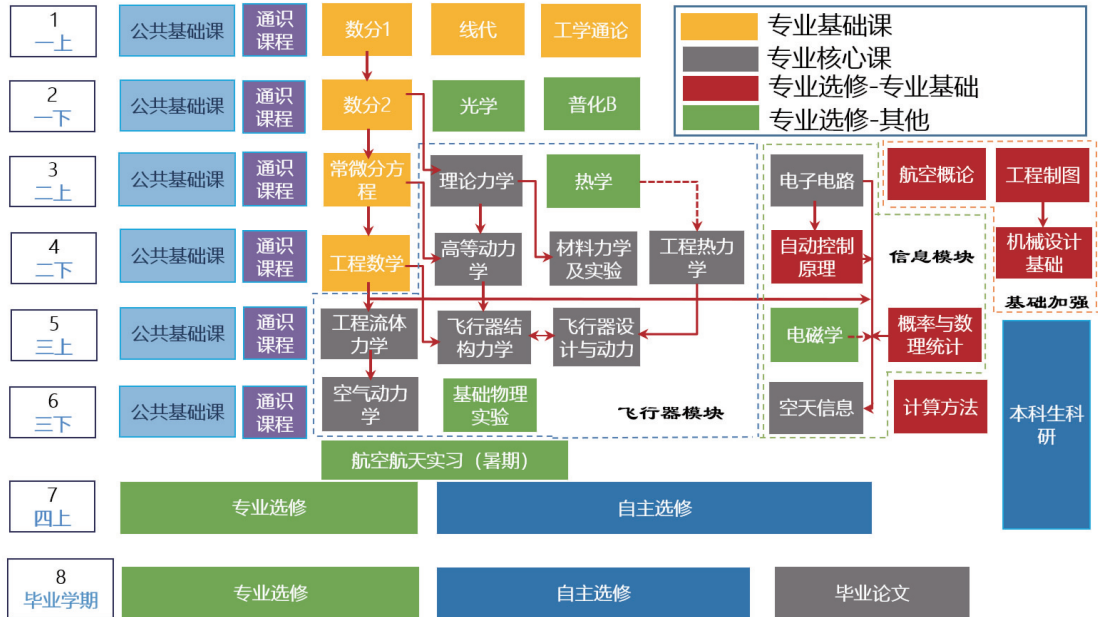 1
一上
公共基础课
通识
课程
数分1
线代
工学通论
专业基础课
专业核心课
专业选修-专业基础
专业选修-其他
2
一下
公共基础课
通识
课程
数分2
光学
普化B
3
二上
公共基础课
通识
课程
常微分方
程
理论力学
热学
电子电路
航空概论
工程制图
4
二下
公共基础课
通识
课程
工程数学
高等动力
学
材料力学
及实验
工程热力
学
自动控制
原理
信息模块
机械设计
基础
基础加强
5
三上
公共基础课
通识
课程
工程流体
力学
飞行器结
构力学
飞行器设
计与动力
电磁学
概率与数
理统计
6
三下
公共基础课
通识
课程
空气动力
学
基础物理
实验
飞行器模块
空天信息
计算方法
本科生科
研
航空航天实习（暑期）
7
四上
专业选修
自主选修
8
毕业学期
专业选修
自主选修
毕业论文